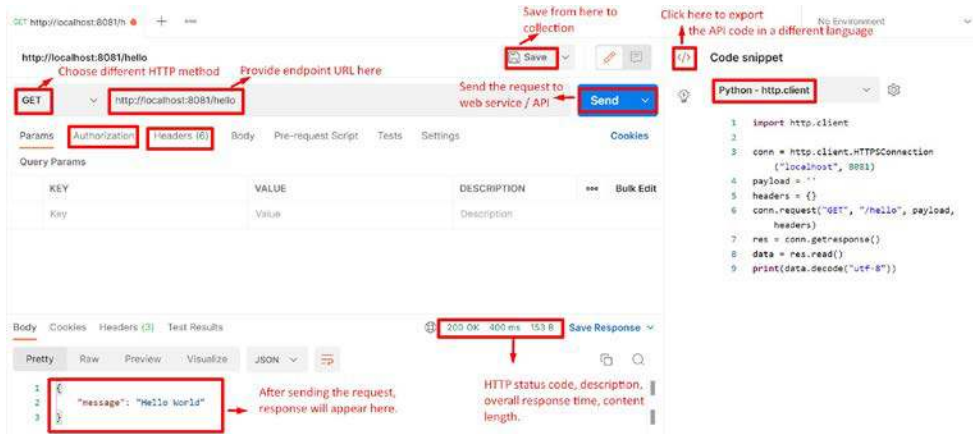 Save from here to
collection
Click here to export
the API code in a different language
GET http://localhost:8081/h
No Environment
http://localhost:8081/hello
Save
</>
Code snippet
Choose different HTTP method
Provide endpoint URL here
Send the request to
web service / API
GET
http://localhost:8081/hello
Send
Python - http.client
Params Authorization Headers (6) Body Pre-request Script Tests Settings Cookies
Query Params
KEY VALUE DESCRIPTION Bulk Edit
Key Value Description
1 import http.client
2
3 conn = http.client.HTTPSConnection
("localhost", 8081)
4 payload = ''
5 headers = {}
6 conn.request("GET", "/hello", payload,
headers)
7 res = conn.getresponse()
8 data = res.read()
9 print(data.decode("utf-8"))
Body Cookies Headers (3) Test Results
200 OK 400 ms 153 B Save Response
Pretty Raw Preview Visualize JSON
1 {
2 "message": "Hello World"
3 }
After sending the request,
response will appear here.
HTTP status code, description,
overall response time, content
length.